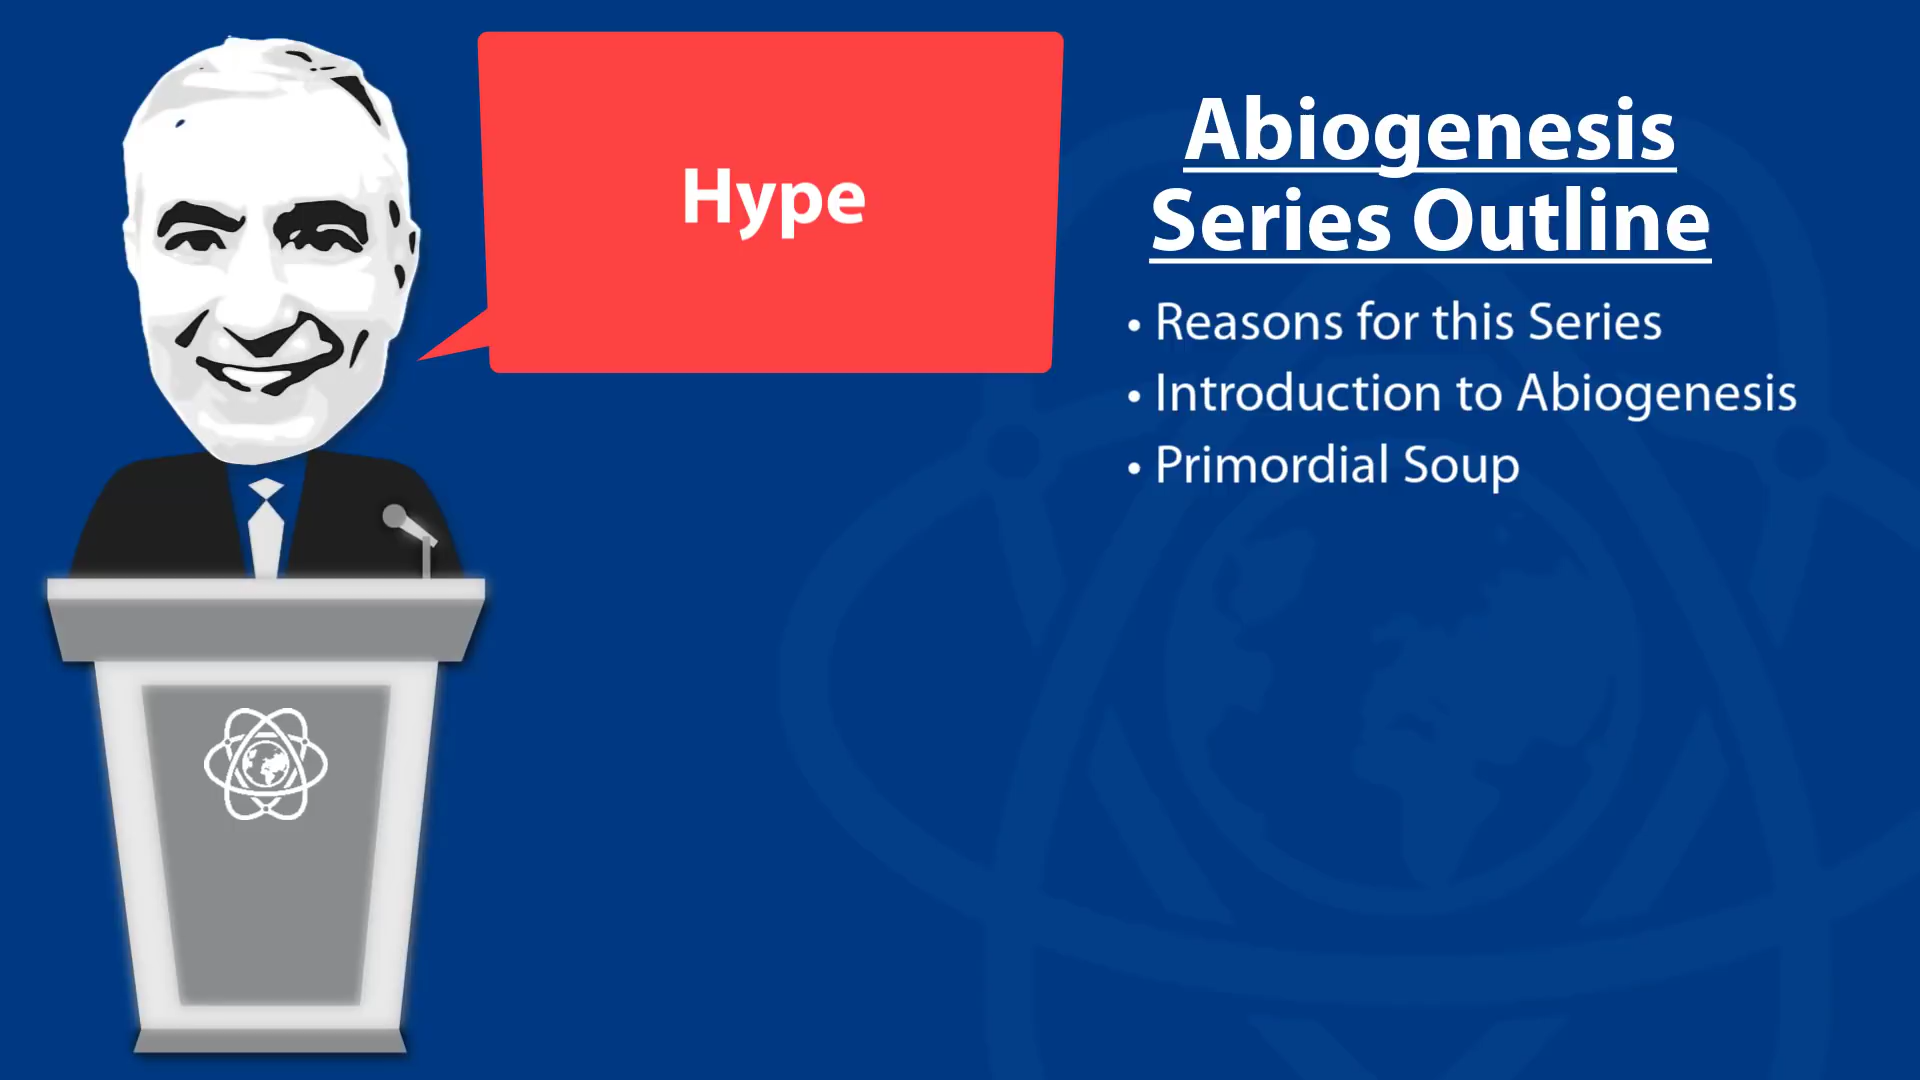 Hype
Abiogenesis
Series Outline
• Reasons for this Series
• Introduction to Abiogenesis
• Primordial Soup